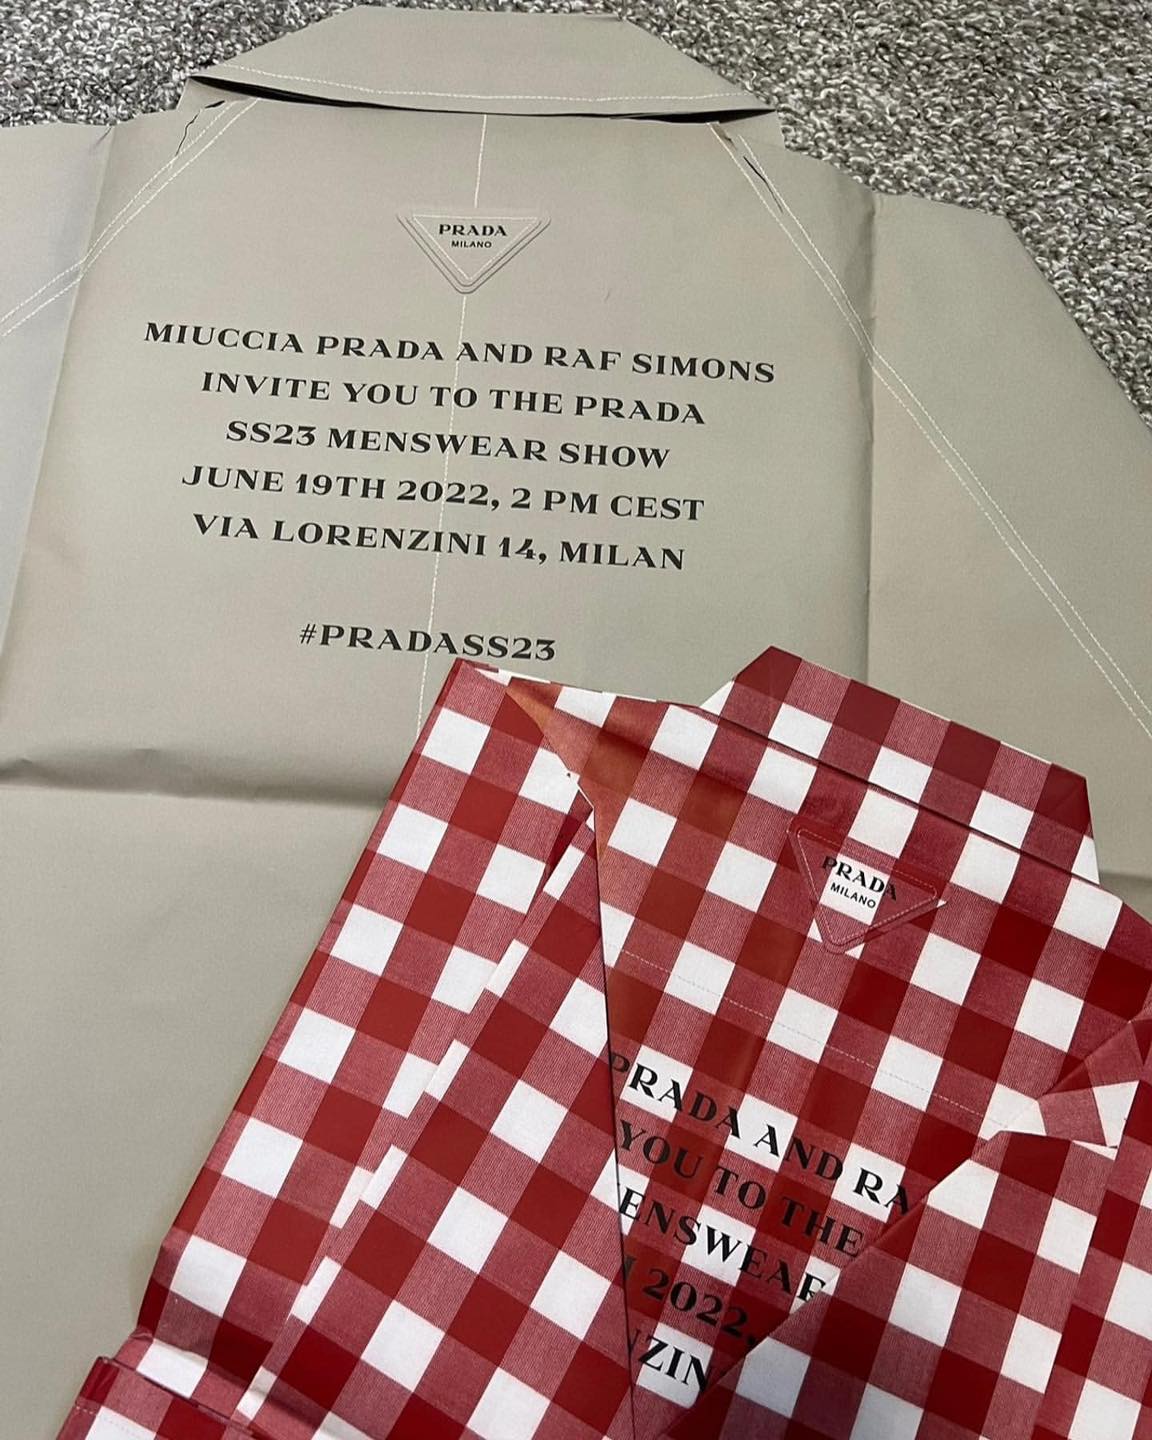 PRADA
MILANO
MIUCCIA PRADA AND RAF SIMONS
INVITE YOU TO THE PRADA
SS23 MENSWEAR SHOW
JUNE 19TH 2022, 2 PM CEST
VIA LORENZINI 14, MILAN
#PRADASS23
PRADA
MILANO
PRADA AND RA
YOU TO THE
ENSWEAR
2022,
NZIN